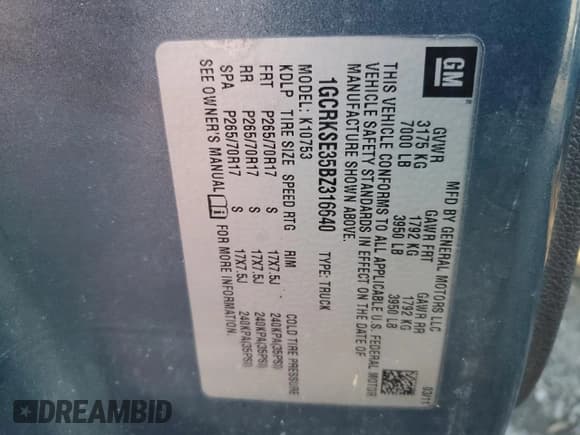 GM
MFD BY GENERAL MOTORS LLC 03/11
GVWR GAWR FRT GAWR RR
3175 KG 1792 KG 1792 KG
7000 LB 3950 LB 3950 LB
THIS VEHICLE CONFORMS TO ALL APPLICABLE U.S. FEDERAL MOTOR
VEHICLE SAFETY STANDARDS IN EFFECT ON THE DATE OF
MANUFACTURE SHOWN ABOVE.
1GCRKSE35BZ316640 TYPE: TRUCK
MODEL: K10753
KDLP TIRE SIZE SPEED RTG RIM COLD TIRE PRESSURE
FRT P265/70R17 S 17X7.5J 240KPA(35PSI)
RR P265/70R17 S 17X7.5J 240KPA(35PSI)
SPA P265/70R17 S 17X7.5J 240KPA(35PSI)
SEE OWNER'S MANUAL i FOR MORE INFORMATION.
DREAMBID